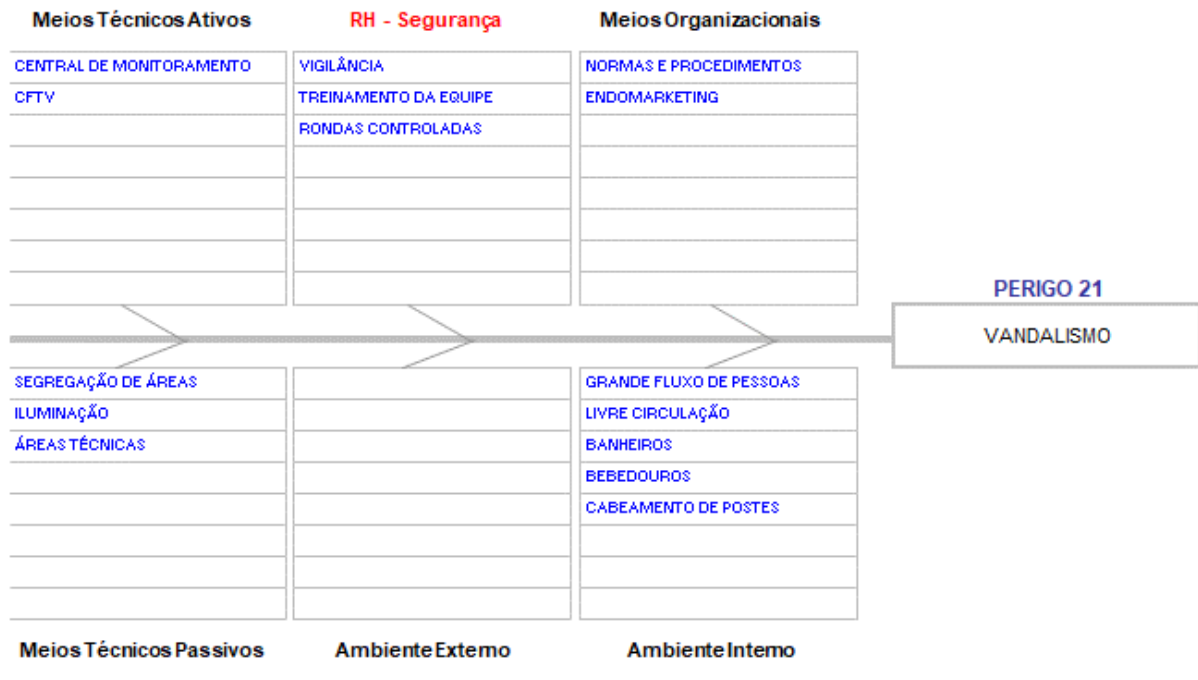 Meios Técnicos Ativos
RH - Segurança
Meios Organizacionais
CENTRAL DE MONITORAMENTO
VIGILÂNCIA
NORMAS E PROCEDIMENTOS
CFTV
TREINAMENTO DA EQUIPE
ENDOMARKETING
RONDAS CONTROLADAS
PERIGO 21
VANDALISMO
SEGREGAÇÃO DE ÁREAS
GRANDE FLUXO DE PESSOAS
ILUMINAÇÃO
LIVRE CIRCULAÇÃO
ÁREAS TÉCNICAS
BANHEIROS
BEBEDOUROS
CABEAMENTO DE POSTES
Meios Técnicos Passivos
Ambiente Externo
Ambiente Interno